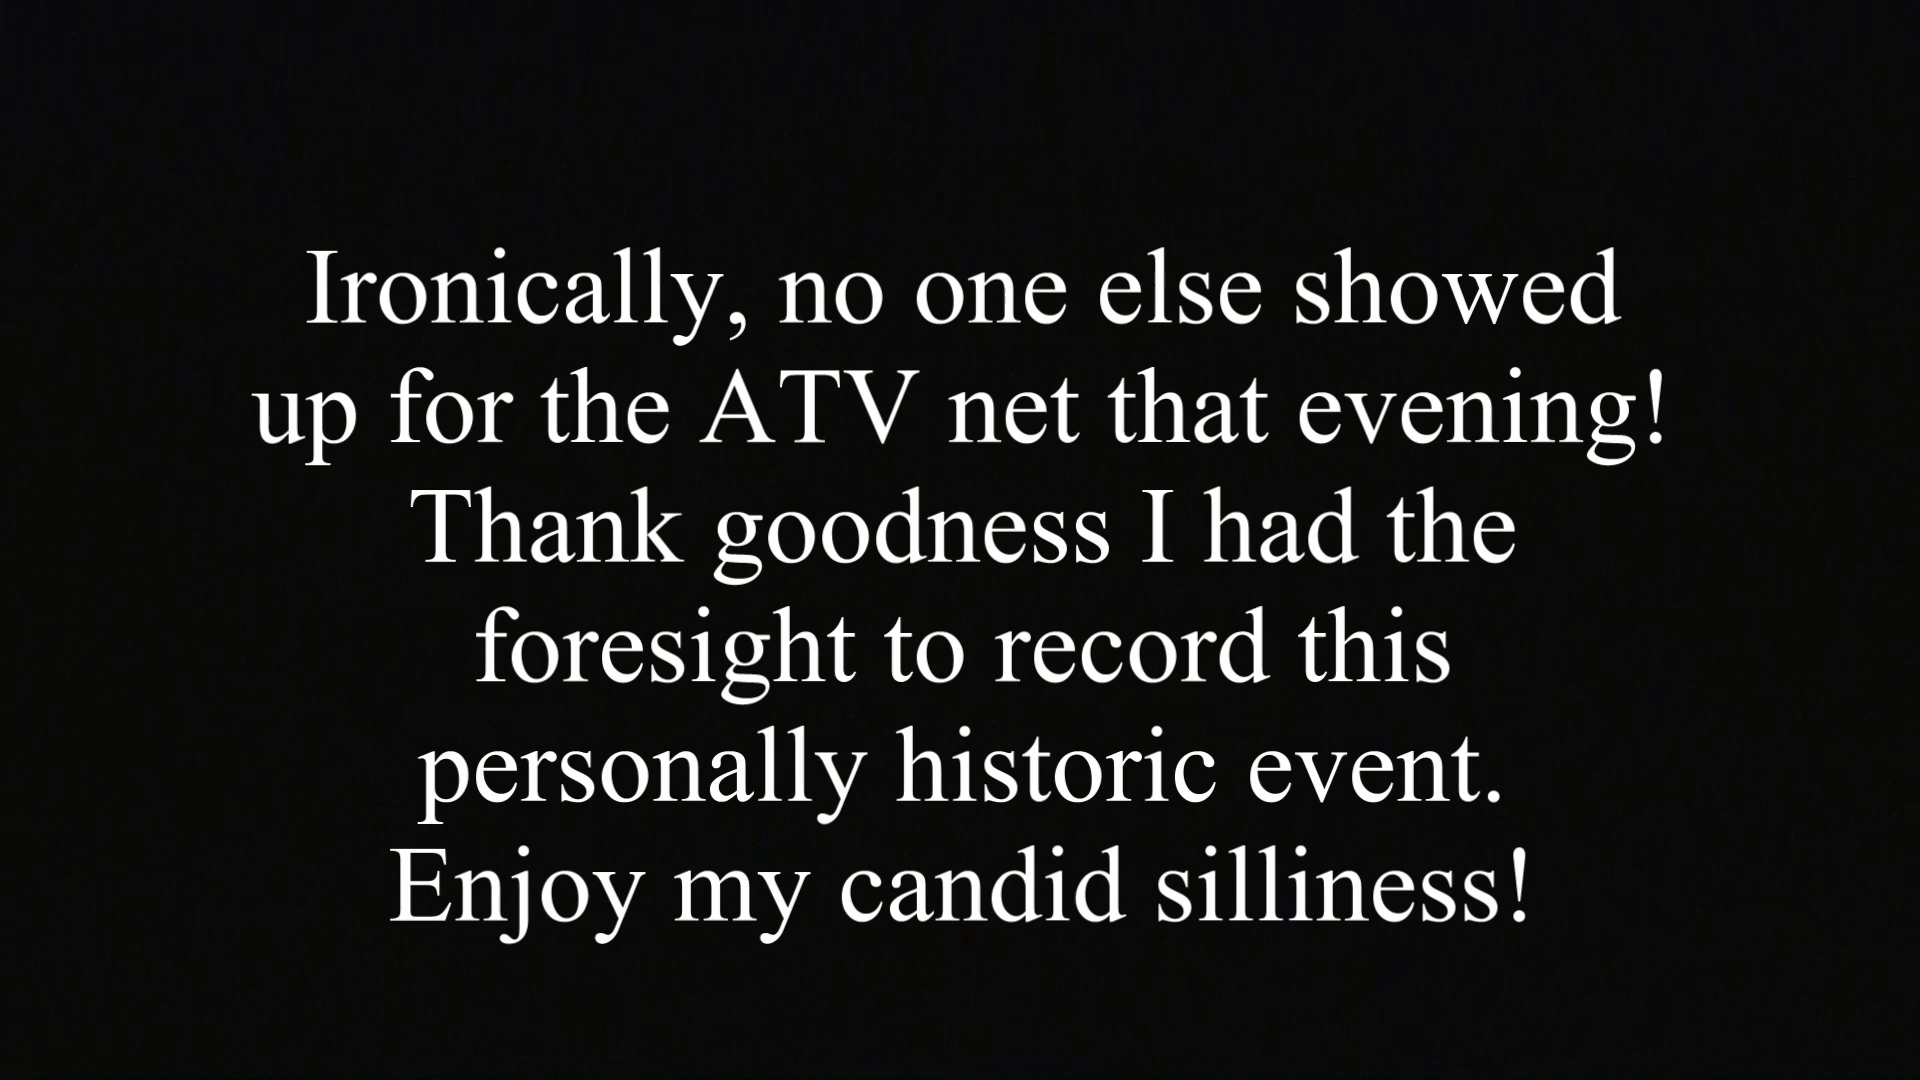 Ironically, no one else showed
up for the ATV net that evening!
Thank goodness I had the
foresight to record this
personally historic event.
Enjoy my candid silliness!